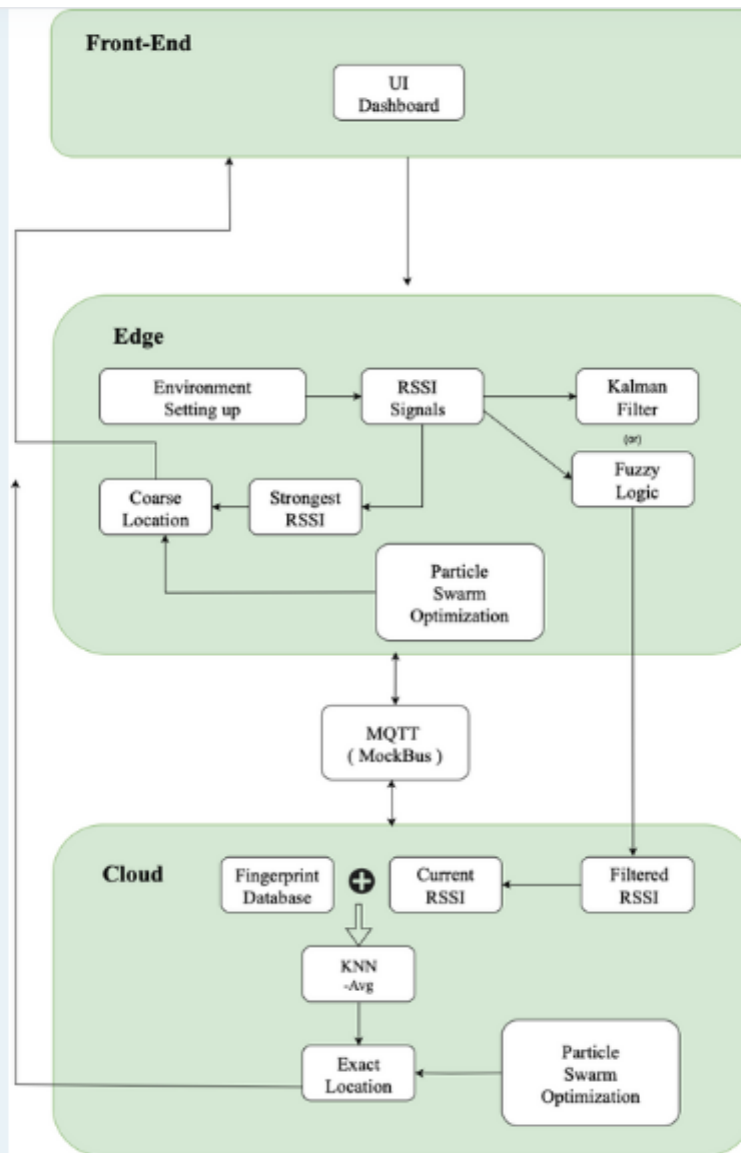 Front-End
UI
Dashboard
Edge
Environment
Setting up
RSSI
Signals
Kalman
Filter
(or)
Fuzzy
Logic
Coarse
Location
Strongest
RSSI
Particle
Swarm
Optimization
MQTT
( MockBus )
Cloud
Fingerprint
Database
Current
RSSI
Filtered
RSSI
KNN
-Avg
Exact
Location
Particle
Swarm
Optimization